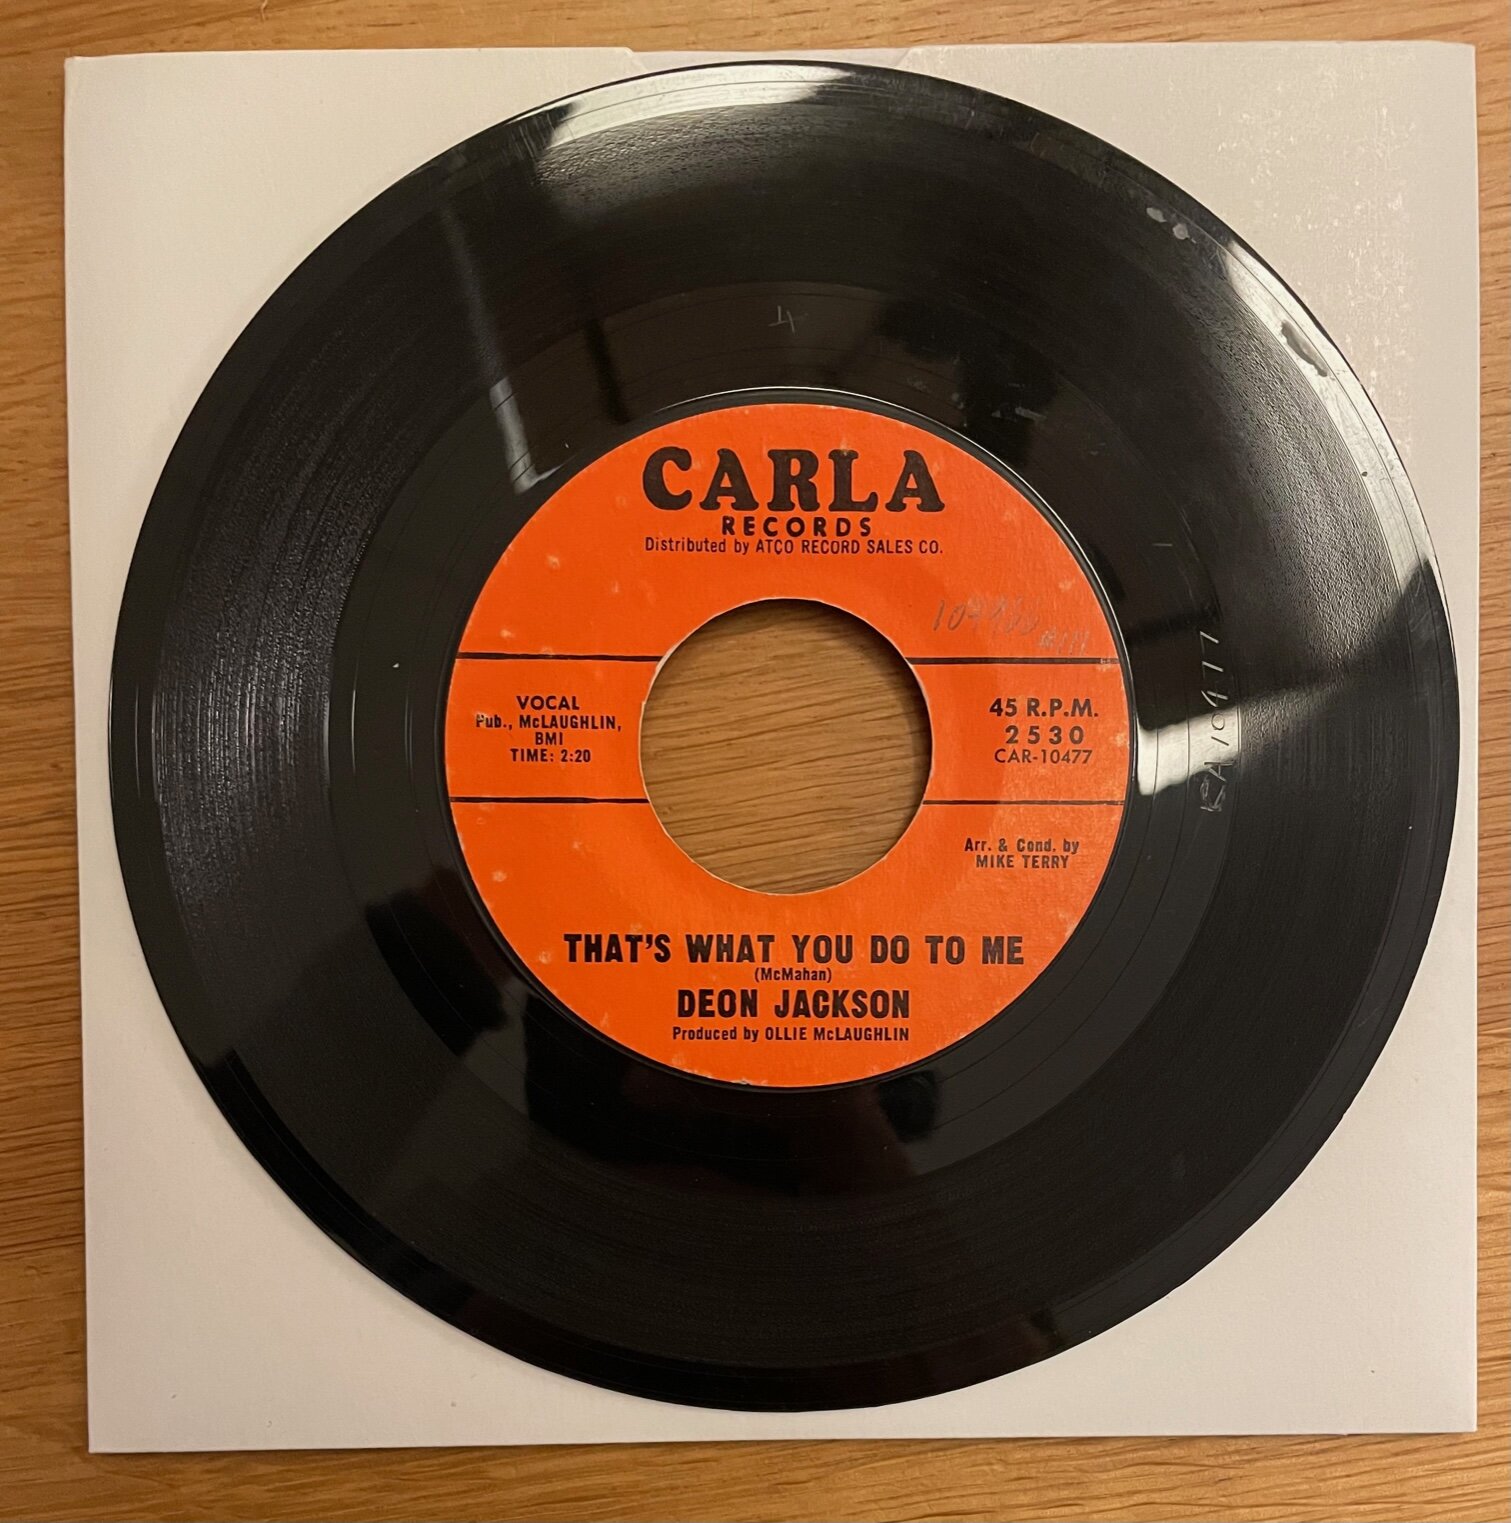 CARLA
RECORDS
Distributed by ATCO RECORD SALES CO.
VOCAL
Pub., McLAUGHLIN,
BMI
TIME: 2:20
45 R.P.M.
2530
CAR-10477
Arr. & Cond. by
MIKE TERRY
THAT'S WHAT YOU DO TO ME
(McMahan)
DEON JACKSON
Produced by OLLIE McLAUGHLIN
4